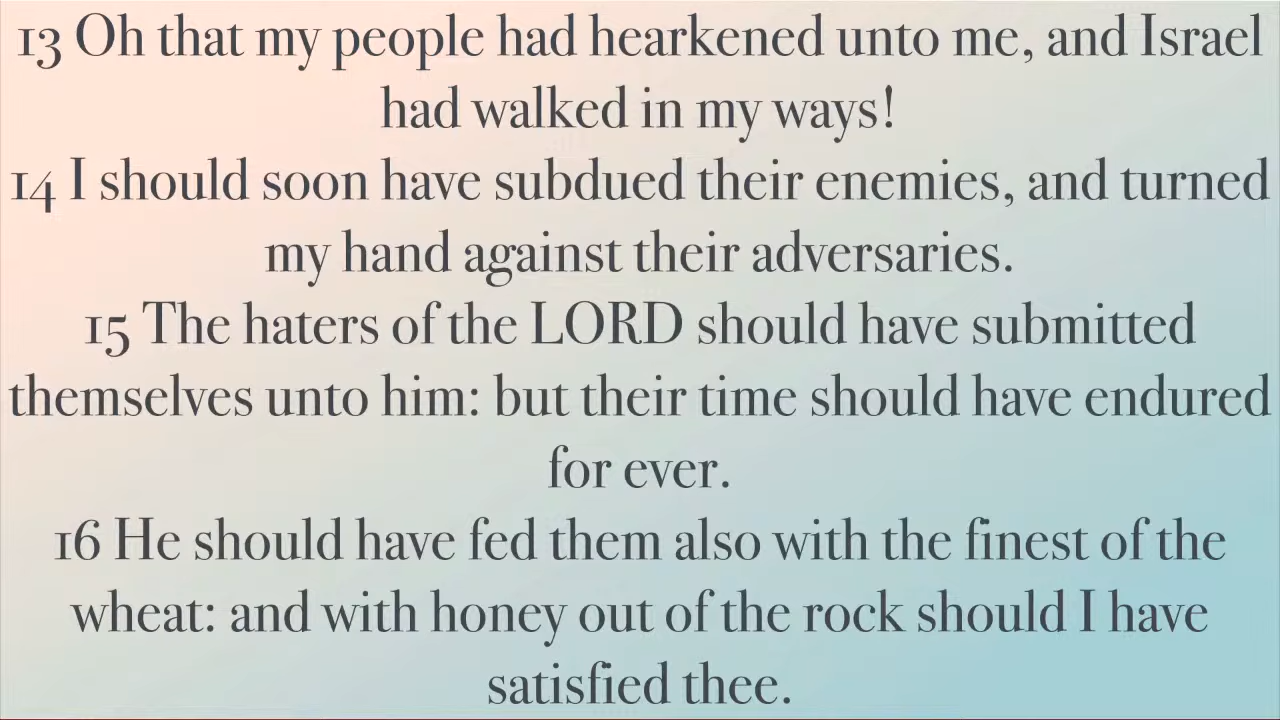 13 Oh that my people had hearkened unto me, and Israel
had walked in my ways!
14 I should soon have subdued their enemies, and turned
my hand against their adversaries.
15 The haters of the LORD should have submitted
themselves unto him: but their time should have endured
for ever.
16 He should have fed them also with the finest of the
wheat: and with honey out of the rock should I have
satisfied thee.